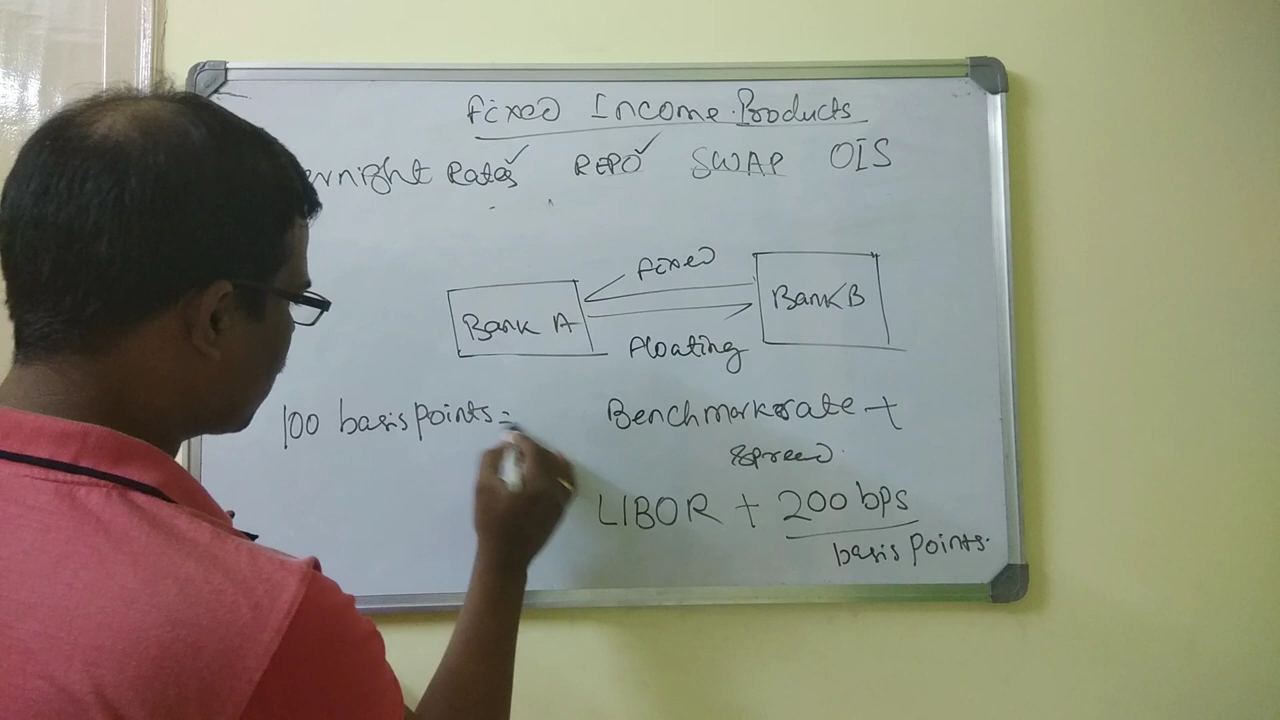 Fixed Income Products
ernight Rates ✓ REPO ✓ SWAP OIS
Fixed
Bank A
Bank B
Floating
100 basis points =
Benchmark rate +
Spread.
LIBOR + 200 bps
basis points.